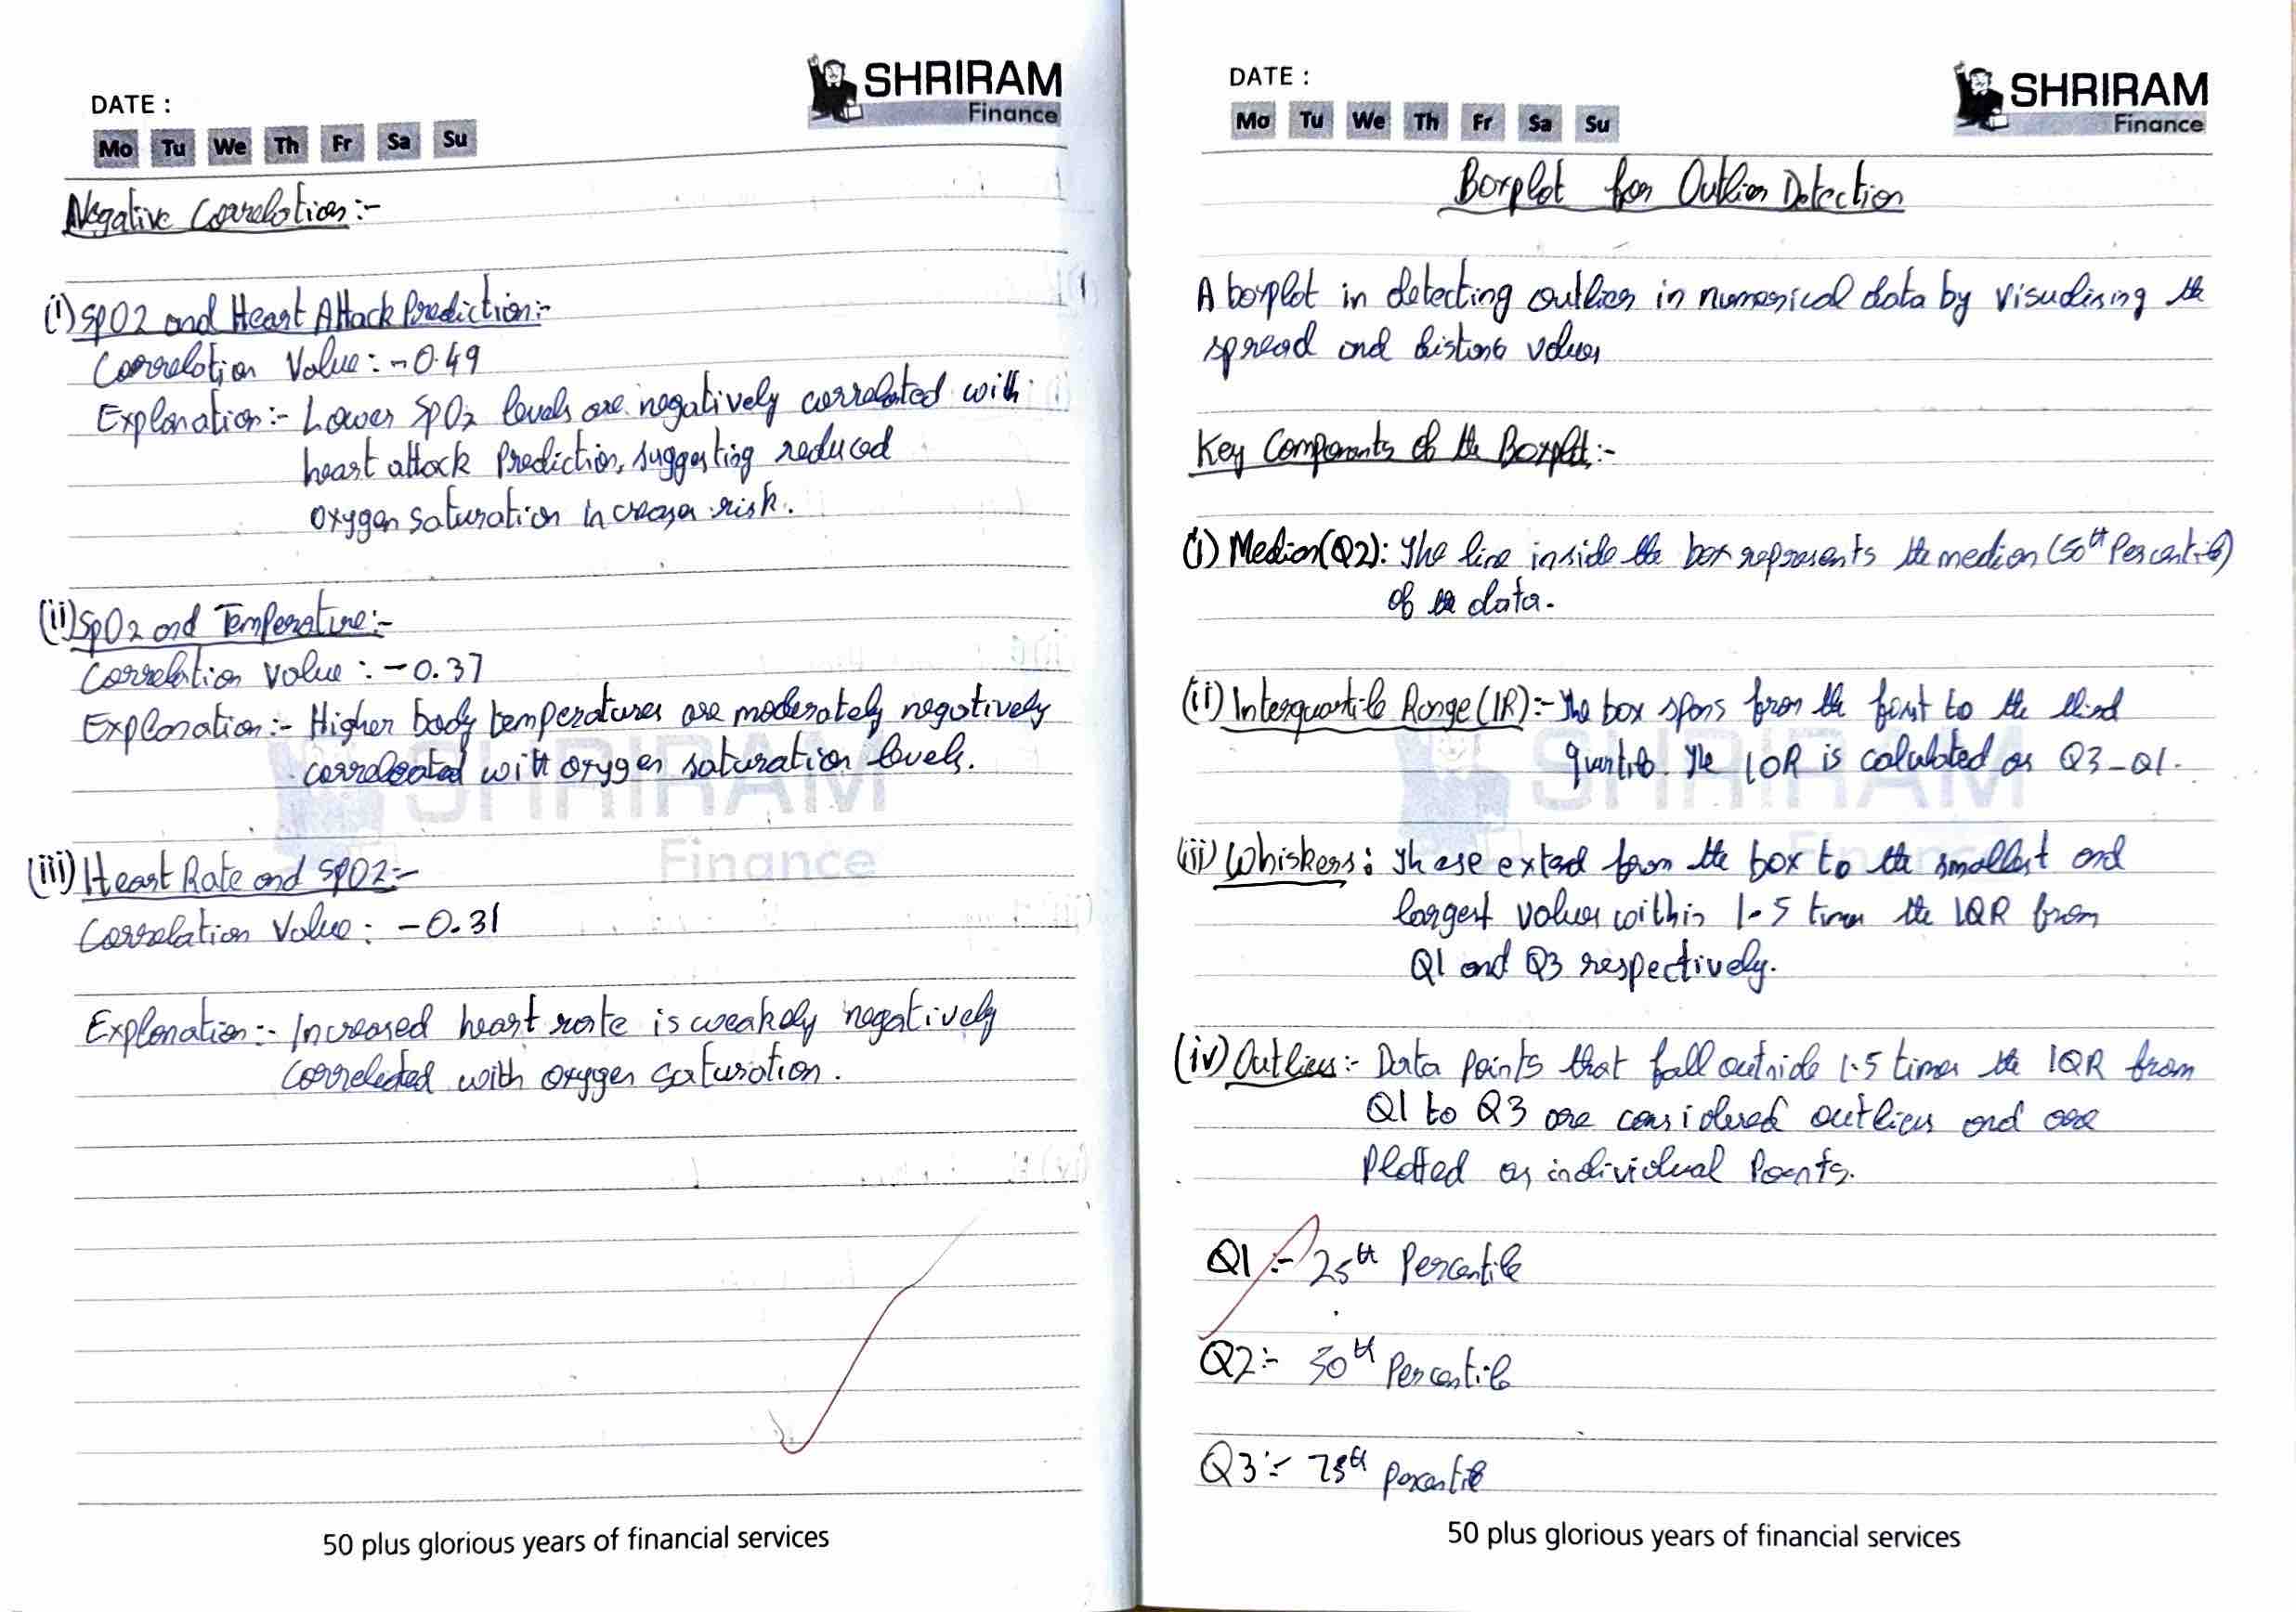 DATE :
SHRIRAM
Finance
Mo Tu We Th Fr Sa Su
Negative Correlation:-
(i) SpO2 and Heart Attack Prediction:-
Correlation Value: -0.49
Explanation:- Lower SpO2 levels are negatively correlated with
heart attack Prediction, suggesting reduced
oxygen saturation increases risk.
(ii) SpO2 and Temperature:-
Correlation value : -0.37
Explanation:- Higher body temperatures are moderately negatively
correlated with oxygen saturation levels.
SHRIRAM
Finance
(iii) Heart Rate and SPO2:-
Correlation Value: -0.31
Explanation:- Increased heart rate is weakly negatively
correlated with oxygen saturation.
50 plus glorious years of financial services
DATE :
SHRIRAM
Finance
Mo Tu We Th Fr Sa Su
Boxplot for Outlier Detection
A boxplot in detecting outlier in numerical data by visualising the
spread and values
Key Components of the Boxplot:-
(i) Median(Q2): The line inside the box represents the median (50th Percentile)
of the data.
(ii) Interquartile Range (IR):- The box spans from the first to the third
quartile. The IQR is calculated as Q3-Q1.
SHRIRAM
Finance
(iii) Whiskers: These extend from the box to the smallest and
largest values within 1.5 times the IQR from
Q1 and Q3 respectively.
(iv) Outliers:- Data points that fall outside 1.5 times the IQR from
Q1 to Q3 are considered outliers and are
Plotted as individual Points.
Q1 :- 25th Percentile
Q2:- 50th Percentile
Q3:- 75th percentile
50 plus glorious years of financial services